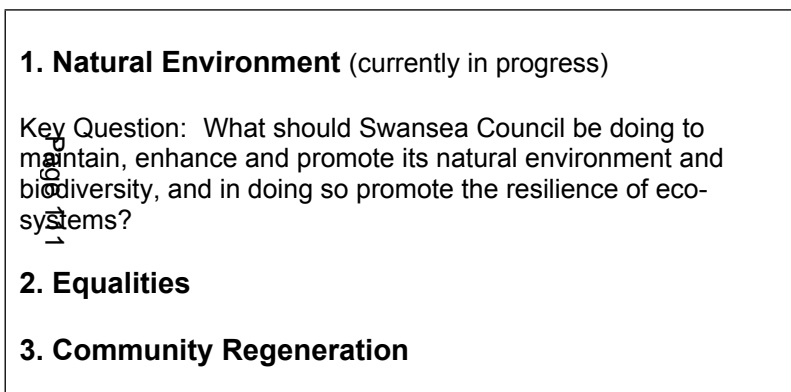 1. Natural Environment (currently in progress)
Key Question:  What should Swansea Council be doing to
maintain, enhance and promote its natural environment and
biodiversity, and in doing so promote the resilience of eco-
systems?
2. Equalities
3. Community Regeneration